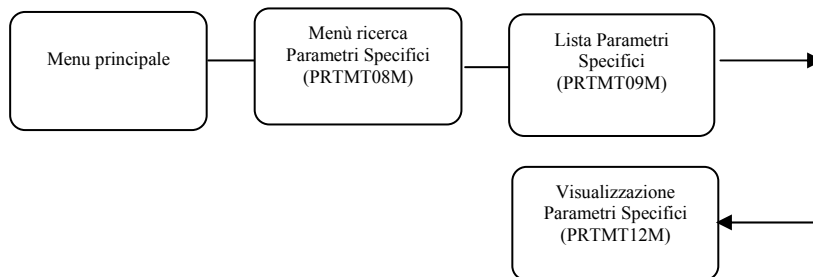 Menu principale
Menù ricerca
Parametri Specifici
(PRTMT08M)
Lista Parametri
Specifici
(PRTMT09M)
Visualizzazione
Parametri Specifici
(PRTMT12M)